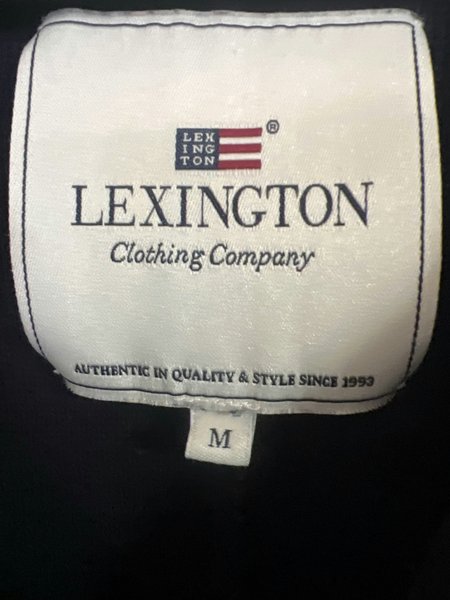 LEX
ING
TON
®
LEXINGTON
Clothing Company
AUTHENTIC IN QUALITY & STYLE SINCE 1993
M